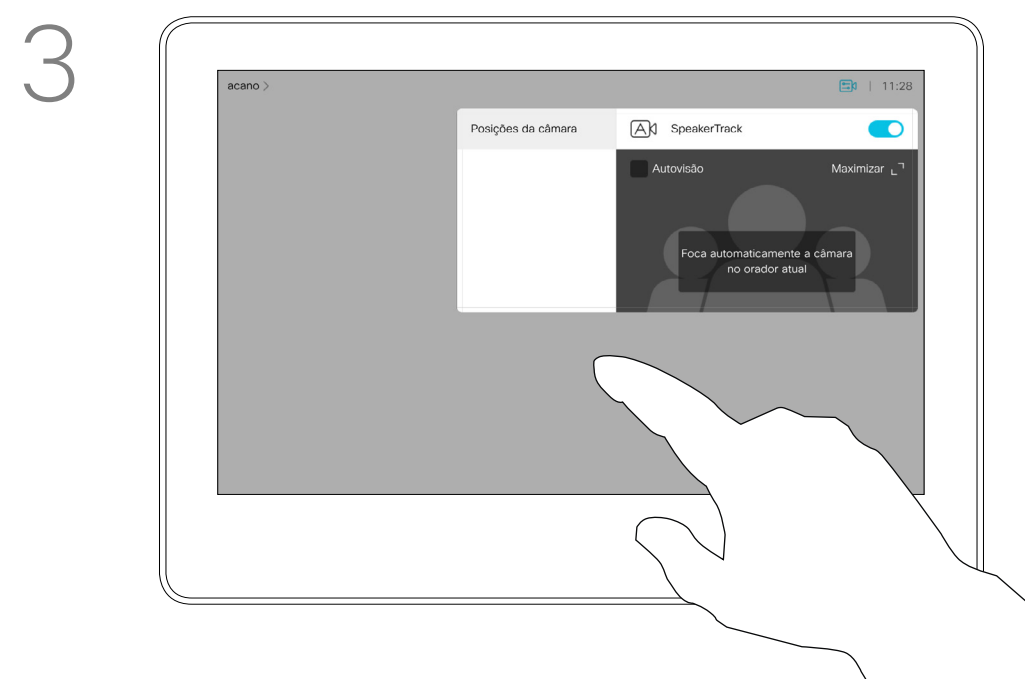 3
acano >
| 11:28
Posições da câmara
A SpeakerTrack
Autovisão
Maximizar
Foca automaticamente a câmara
no orador atual